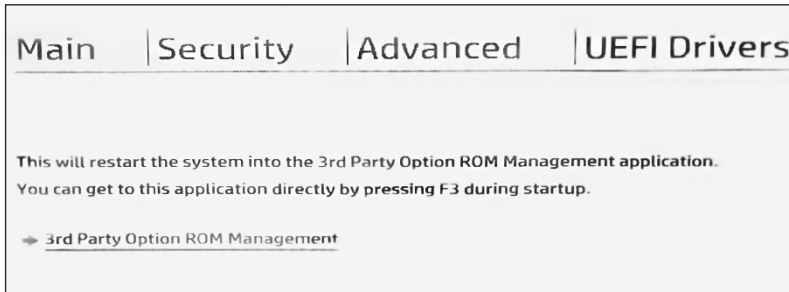 Main Security Advanced UEFI Drivers
This will restart the system into the 3rd Party Option ROM Management application.
You can get to this application directly by pressing F3 during startup.
3rd Party Option ROM Management